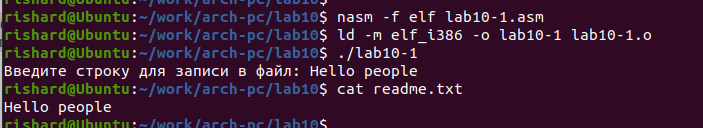 rishard@Ubuntu:~/work/arch-pc/lab10$ nasm -f elf lab10-1.asm
rishard@Ubuntu:~/work/arch-pc/lab10$ ld -m elf_i386 -o lab10-1 lab10-1.o
rishard@Ubuntu:~/work/arch-pc/lab10$ ./lab10-1
Введите строку для записи в файл: Hello people
rishard@Ubuntu:~/work/arch-pc/lab10$ cat readme.txt
Hello people
rishard@Ubuntu:~/work/arch-pc/lab10$